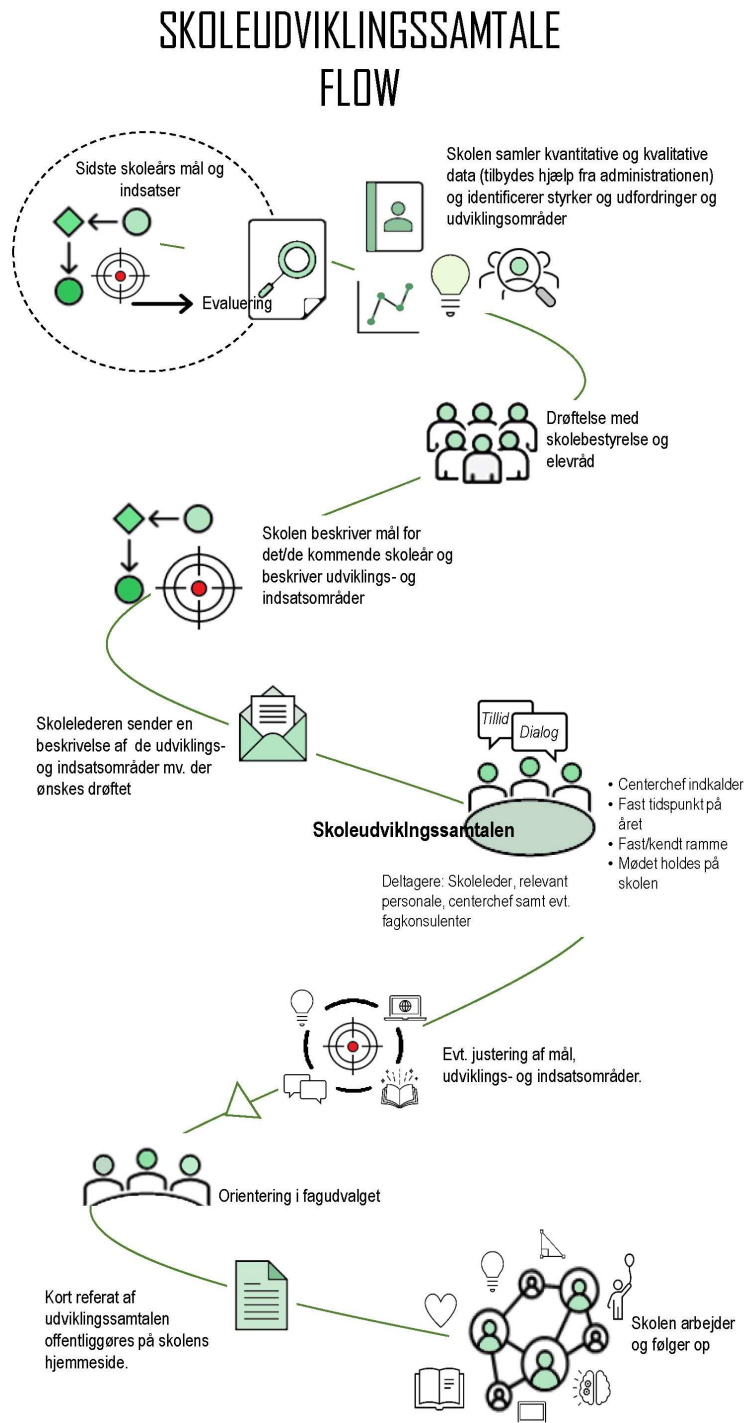 SKOLEUDVIKLINGSSAMTALE
FLOW
Sidste skoleårs mål og
indsatser
Evaluering
Skolen samler kvantitative og kvalitative
data (tilbydes hjælp fra administrationen)
og identificerer styrker og udfordringer og
udviklingsområder
Drøftelse med
skolebestyrelse og
elevråd
Skolen beskriver mål for
det/de kommende skoleår og
beskriver udviklings- og
indsatsområder
Skolelederen sender en
beskrivelse af de udviklings-
og indsatsområder mv. der
ønskes drøftet
Tillid
Dialog
Skoleudviklngssamtalen
• Centerchef indkalder
• Fast tidspunkt på
året
• Fast/kendt ramme
• Mødet holdes på
skolen
Deltagere: Skoleleder, relevant
personale, centerchef samt evt.
fagkonsulenter
Evt. justering af mål,
udviklings- og indsatsområder.
Orientering i fagudvalget
Kort referat af
udviklingssamtalen
offentliggøres på skolens
hjemmeside.
Skolen arbejder
og følger op